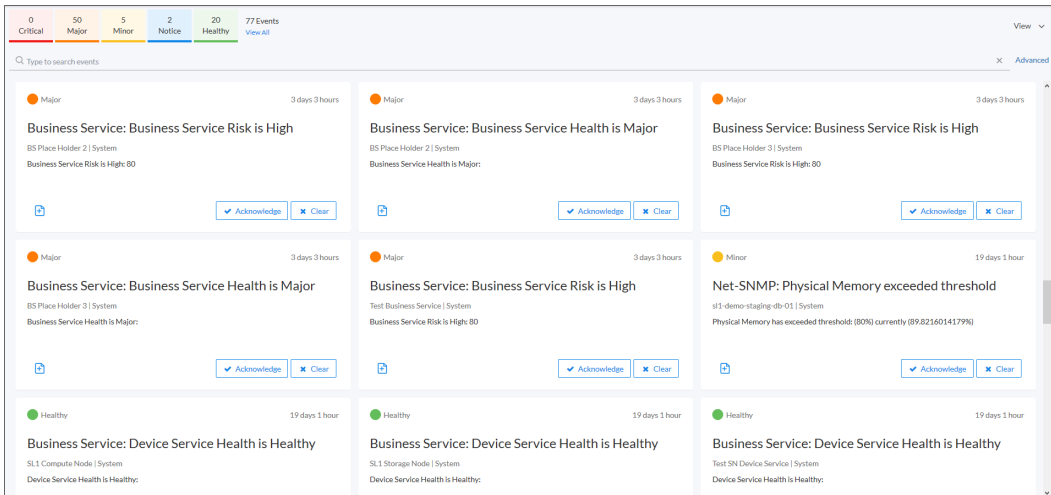 0 50 5 2 20 77 Events
Critical Major Minor Notice Healthy View All
View
Type to search events
Advanced
Major 3 days 3 hours
Business Service: Business Service Risk is High
BS Place Holder 2 | System
Business Service Risk is High: 80
Acknowledge Clear
Major 3 days 3 hours
Business Service: Business Service Health is Major
BS Place Holder 2 | System
Business Service Health is Major:
Acknowledge Clear
Major 3 days 3 hours
Business Service: Business Service Risk is High
BS Place Holder 3 | System
Business Service Risk is High: 80
Acknowledge Clear
Major 3 days 3 hours
Business Service: Business Service Health is Major
BS Place Holder 3 | System
Business Service Health is Major:
Acknowledge Clear
Major 3 days 3 hours
Business Service: Business Service Risk is High
Test Business Service | System
Business Service Risk is High: 80
Acknowledge Clear
Minor 19 days 1 hour
Net-SNMP: Physical Memory exceeded threshold
sl1-demo-staging-db-01 | System
Physical Memory has exceeded threshold: (80%) currently (89.8216014179%)
Acknowledge Clear
Healthy 19 days 1 hour
Business Service: Device Service Health is Healthy
SL1 Compute Node | System
Device Service Health is Healthy:
Healthy 19 days 1 hour
Business Service: Device Service Health is Healthy
SL1 Storage Node | System
Device Service Health is Healthy:
Healthy 19 days 1 hour
Business Service: Device Service Health is Healthy
Test SN Device Service | System
Device Service Health is Healthy: